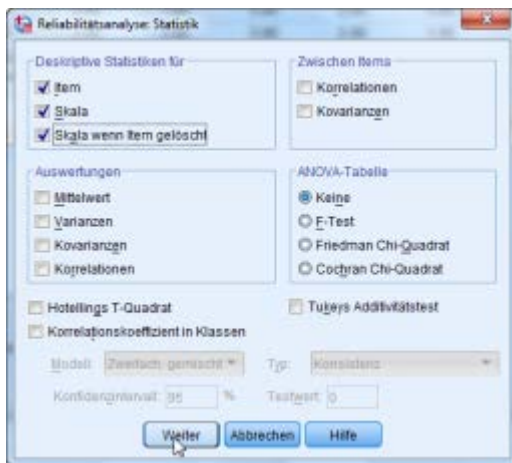 Reliabilitätsanalyse: Statistik
Deskriptive Statistiken für
Item
Skala
Skala wenn Item gelöscht
Zwischen Items
Korrelationen
Kovarianzen
Auswertungen
Mittelwert
Varianzen
Kovarianzen
Korrelationen
ANOVA-Tabelle
Keine
F-Test
Friedman Chi-Quadrat
Cochran Chi-Quadrat
Hotellings T-Quadrat
Tukeys Additivitätstest
Korrelationskoeffizient in Klassen
Modell: Zweifach, gemischt Typ: Konsistenz
Konfidenzintervall: 95 % Testwert: 0
Weiter Abbrechen Hilfe